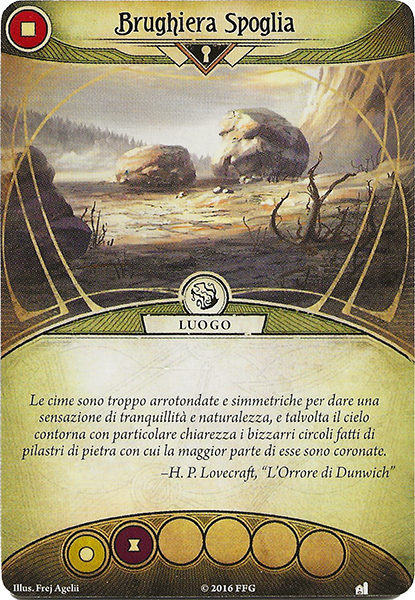 Brughiera Spoglia
LUOGO
Le cime sono troppo arrotondate e simmetriche per dare una
sensazione di tranquillità e naturalezza, e talvolta il cielo
contorna con particolare chiarezza i bizzarri circoli fatti di
pilastri di pietra con cui la maggior parte di esse sono coronate.
–H. P. Lovecraft, “L’Orrore di Dunwich”
Illus. Frej Agelii
© 2016 FFG